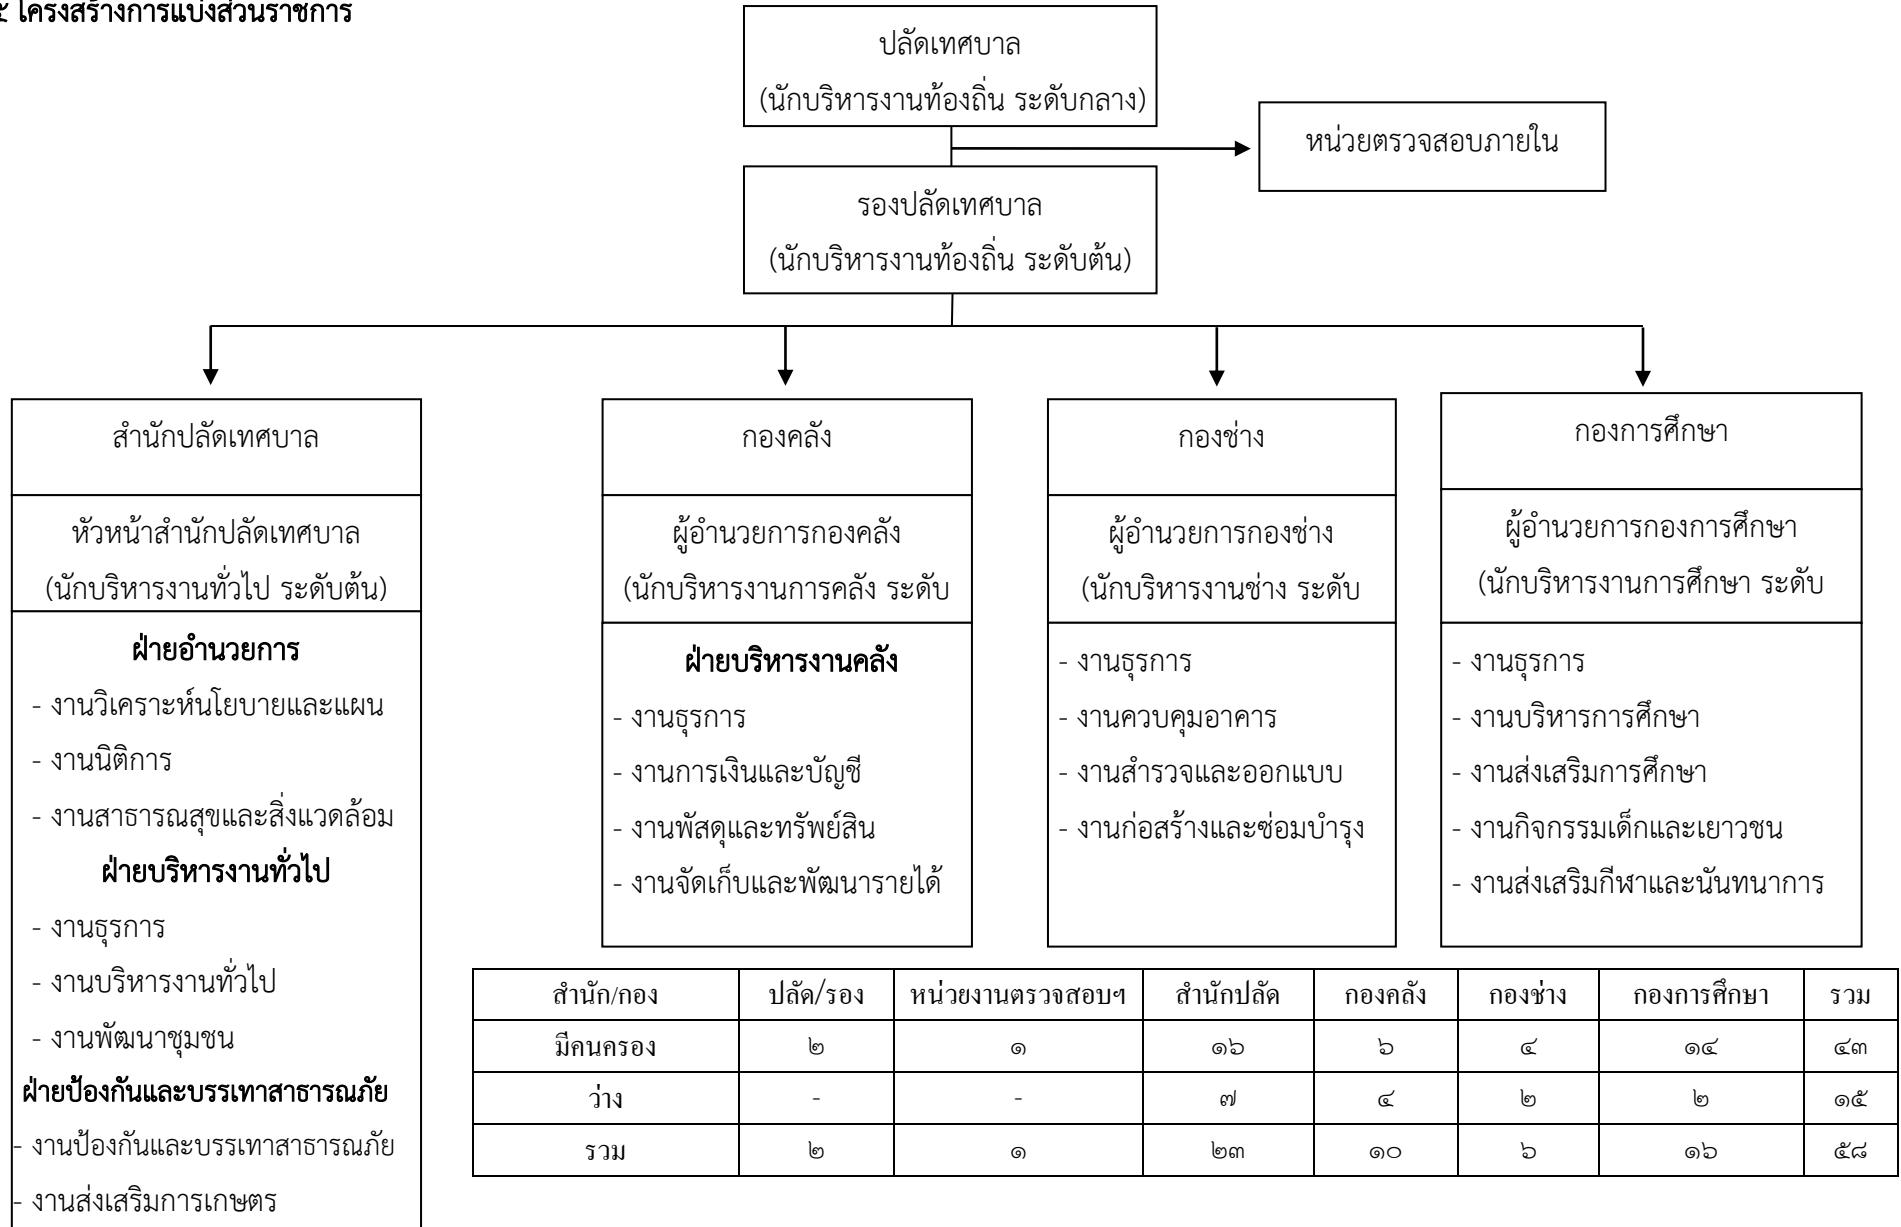 ๕ โครงสร้างการแบ่งส่วนราชการ
ปลัดเทศบาล
(นักบริหารงานท้องถิ่น ระดับกลาง)
หน่วยตรวจสอบภายใน
รองปลัดเทศบาล
(นักบริหารงานท้องถิ่น ระดับต้น)
สำนักปลัดเทศบาล
หัวหน้าสำนักปลัดเทศบาล
(นักบริหารงานทั่วไป ระดับต้น)
ฝ่ายอำนวยการ
- งานวิเคราะห์นโยบายและแผน
- งานนิติการ
- งานสาธารณสุขและสิ่งแวดล้อม
ฝ่ายบริหารงานทั่วไป
- งานธุรการ
- งานบริหารงานทั่วไป
- งานพัฒนาชุมชน
ฝ่ายป้องกันและบรรเทาสาธารณภัย
- งานป้องกันและบรรเทาสาธารณภัย
- งานส่งเสริมการเกษตร
กองคลัง
ผู้อำนวยการกองคลัง
(นักบริหารงานการคลัง ระดับ
ฝ่ายบริหารงานคลัง
- งานธุรการ
- งานการเงินและบัญชี
- งานพัสดุและทรัพย์สิน
- งานจัดเก็บและพัฒนารายได้
กองช่าง
ผู้อำนวยการกองช่าง
(นักบริหารงานช่าง ระดับ
- งานธุรการ
- งานควบคุมอาคาร
- งานสำรวจและออกแบบ
- งานก่อสร้างและซ่อมบำรุง
กองการศึกษา
ผู้อำนวยการกองการศึกษา
(นักบริหารงานการศึกษา ระดับ
- งานธุรการ
- งานบริหารการศึกษา
- งานส่งเสริมการศึกษา
- งานกิจกรรมเด็กและเยาวชน
- งานส่งเสริมกีฬาและนันทนาการ
สำนัก/กอง ปลัด/รอง หน่วยงานตรวจสอบฯ สำนักปลัด กองคลัง กองช่าง กองการศึกษา รวม
มีคนครอง ๒ ๑ ๑๖ ๖ ๔ ๑๔ ๔๓
ว่าง - - ๗ ๔ ๒ ๒ ๑๕
รวม ๒ ๑ ๒๓ ๑๐ ๖ ๑๖ ๕๘